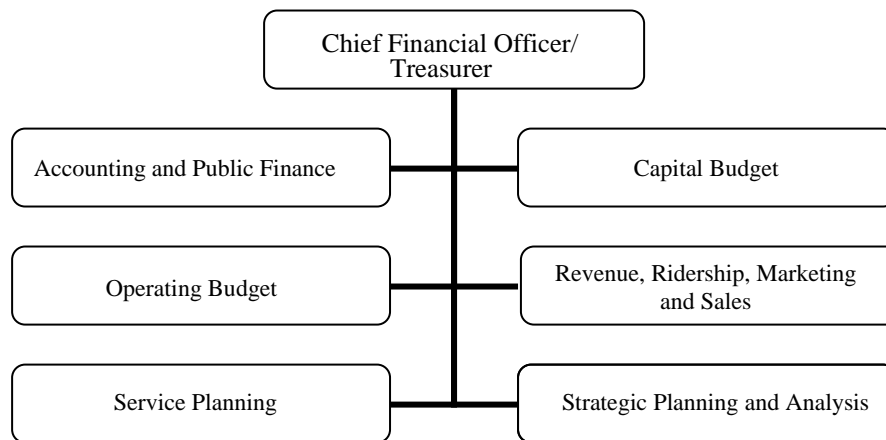 Chief Financial Officer/
Treasurer
Accounting and Public Finance
Capital Budget
Operating Budget
Revenue, Ridership, Marketing
and Sales
Service Planning
Strategic Planning and Analysis